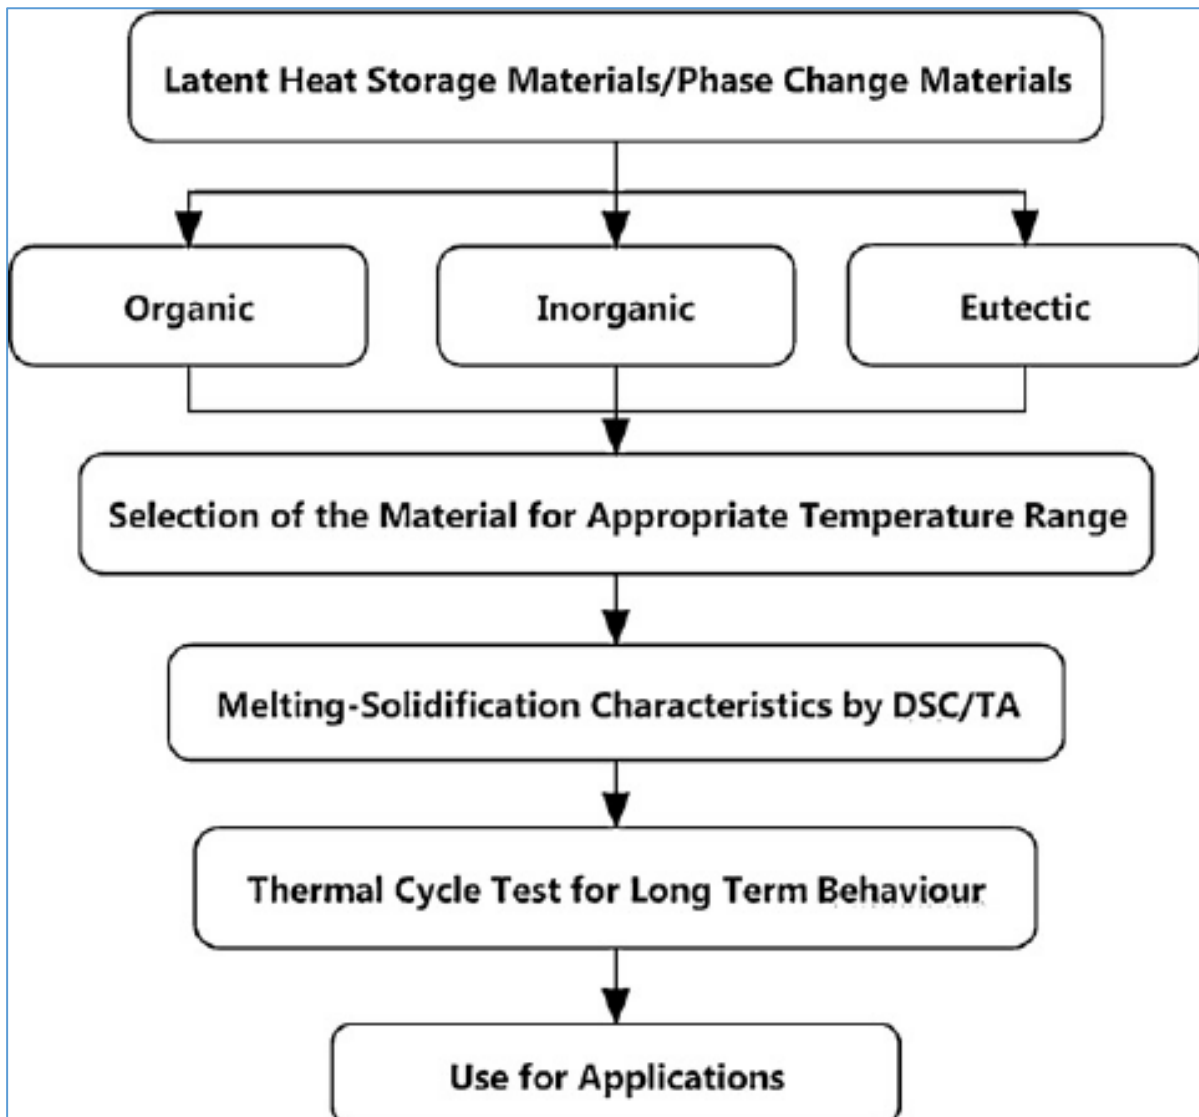 Latent Heat Storage Materials/Phase Change Materials
Organic
Inorganic
Eutectic
Selection of the Material for Appropriate Temperature Range
Melting-Solidification Characteristics by DSC/TA
Thermal Cycle Test for Long Term Behaviour
Use for Applications